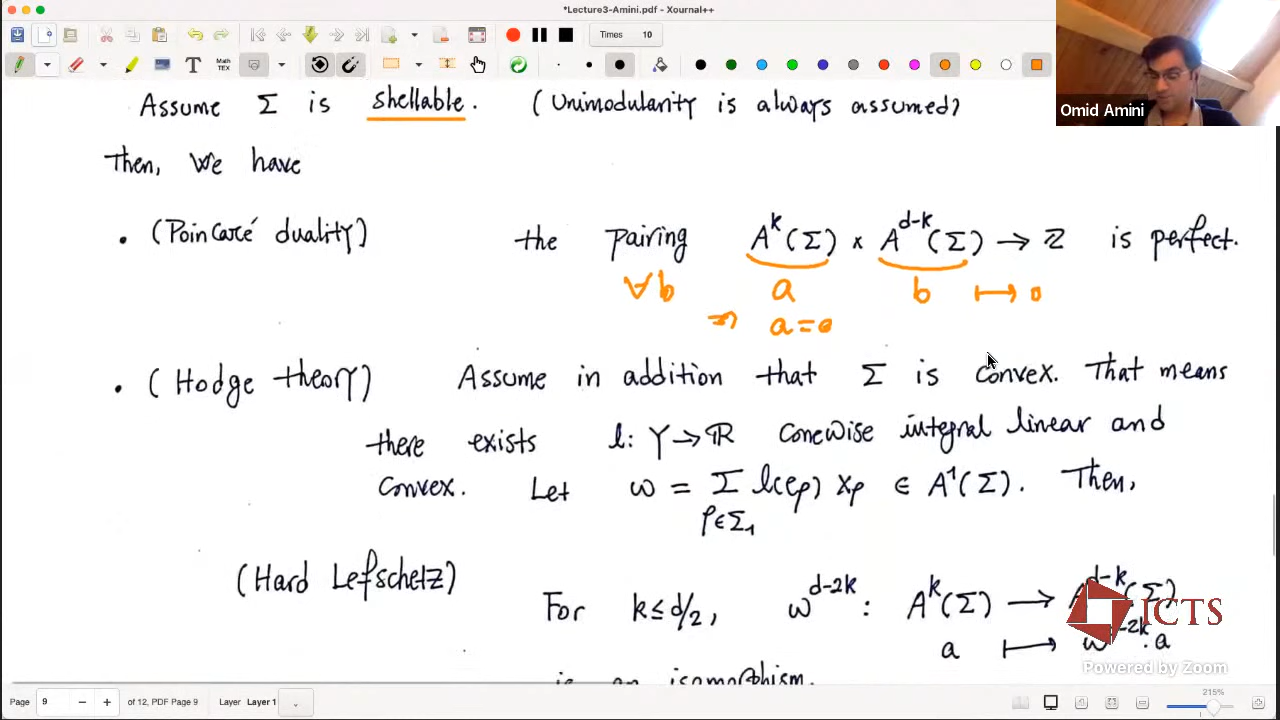 *Lecture3-Amini.pdf - Xournal++
Times 10
Math
TEX
Omid Amini
Assume Σ is shellable. (Unimodularity is always assumed)
Then, we have
• (Poincaré duality) the pairing A^k(Σ) × A^{d-k}(Σ) → ℤ is perfect.
∀b a b ↦ 0
⇒ a=0
• (Hodge theory) Assume in addition that Σ is convex. That means
there exists l: Y→ℝ conewise integral linear and
convex. Let ω = Σ_{ρ∈Σ_1} l(e_ρ) x_ρ ∈ A^1(Σ). Then,
(Hard Lefschetz)
For k≤d/2, ω^{d-2k}: A^k(Σ) → A^{d-k}(Σ)
a ↦ ω^{d-2k}.a
is an isomorphism.
ICTS
Powered by Zoom
Page 9 of 12, PDF Page 9 Layer Layer 1
215%